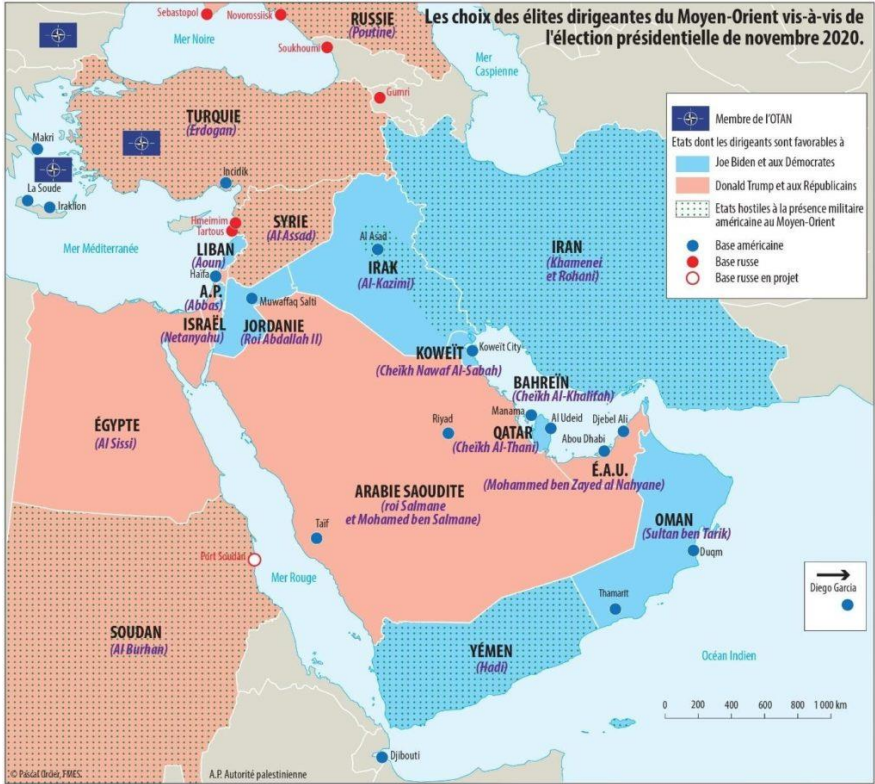 Les choix des élites dirigeantes du Moyen-Orient vis-à-vis de
l'élection présidentielle de novembre 2020.
Sebastopol
Novorossiisk
RUSSIE
(Poutine)
Mer Noire
Soukhoumi
Mer
Caspienne
Gumri
TURQUIE
(Erdogan)
Makri
La Soude
Iraklion
Incirlik
Membre de l'OTAN
Etats dont les dirigeants sont favorables à
Joe Biden et aux Démocrates
Donald Trump et aux Républicains
Etats hostiles à la présence militaire
américaine au Moyen-Orient
Base américaine
Base russe
Base russe en projet
Hmeimim
Tartous
SYRIE
(Al Assad)
Mer Méditerranée
LIBAN
(Aoun)
Haïfa
A.P.
(Abbas)
ISRAËL
(Netanyahu)
Muwaffaq Salti
JORDANIE
(Roi Abdallah II)
Al Asad
IRAK
(Al-Kazimi)
IRAN
(Khamenei
et Rohani)
KOWEÏT
(Cheïkh Nawaf Al-Sabah)
Koweït City
BAHREÏN
(Cheïkh Al-Khalifah)
Manama
Al Udeid
Djebel Ali
QATAR
(Cheïkh Al-Thani)
Abou Dhabi
É.A.U.
(Mohammed ben Zayed al Nahyane)
ÉGYPTE
(Al Sissi)
Riyad
ARABIE SAOUDITE
(roi Salmane
et Mohamed ben Salmane)
Taïf
OMAN
(Sultan ben Tarik)
Duqm
Thamarit
Port Soudan
Mer Rouge
Diego Garcia
SOUDAN
(Al Burhan)
YÉMEN
(Hadi)
Océan Indien
0 200 400 600 800 1 000 km
Djibouti
© Pascal Orcier, FMES.
A.P. Autorité palestinienne